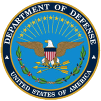 DEPARTMENT OF DEFENSE
UNITED STATES OF AMERICA